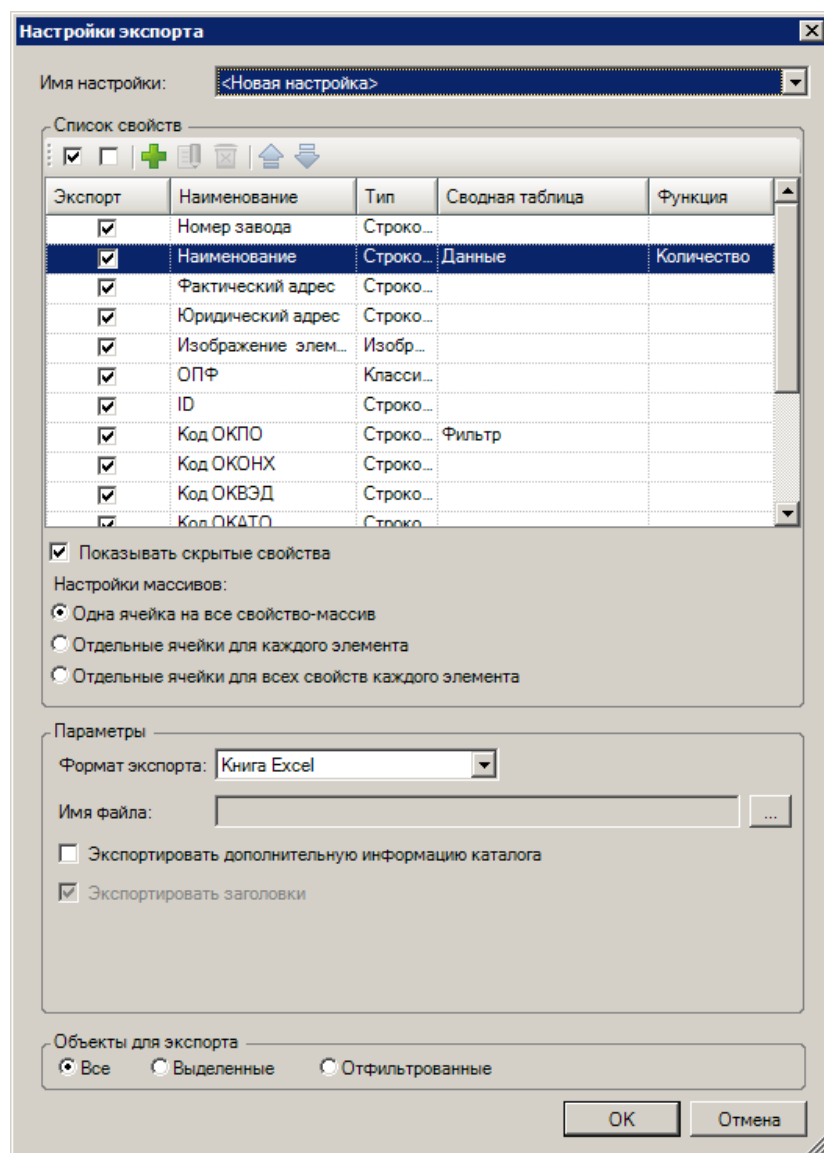 Настройки экспорта
Имя настройки: <Новая настройка>
Список свойств
Экспорт Наименование Тип Сводная таблица Функция
Номер завода Строко...
Наименование Строко... Данные Количество
Фактический адрес Строко...
Юридический адрес Строко...
Изображение элем... Изобр...
ОПФ Класси...
ID Строко...
Код ОКПО Строко... Фильтр
Код ОКОНХ Строко...
Код ОКВЭД Строко...
Код ОКАТО Строко...
Показывать скрытые свойства
Настройки массивов:
Одна ячейка на все свойство-массив
Отдельные ячейки для каждого элемента
Отдельные ячейки для всех свойств каждого элемента
Параметры
Формат экспорта: Книга Excel
Имя файла: ...
Экспортировать дополнительную информацию каталога
Экспортировать заголовки
Объекты для экспорта
Все Выделенные Отфильтрованные
OK Отмена